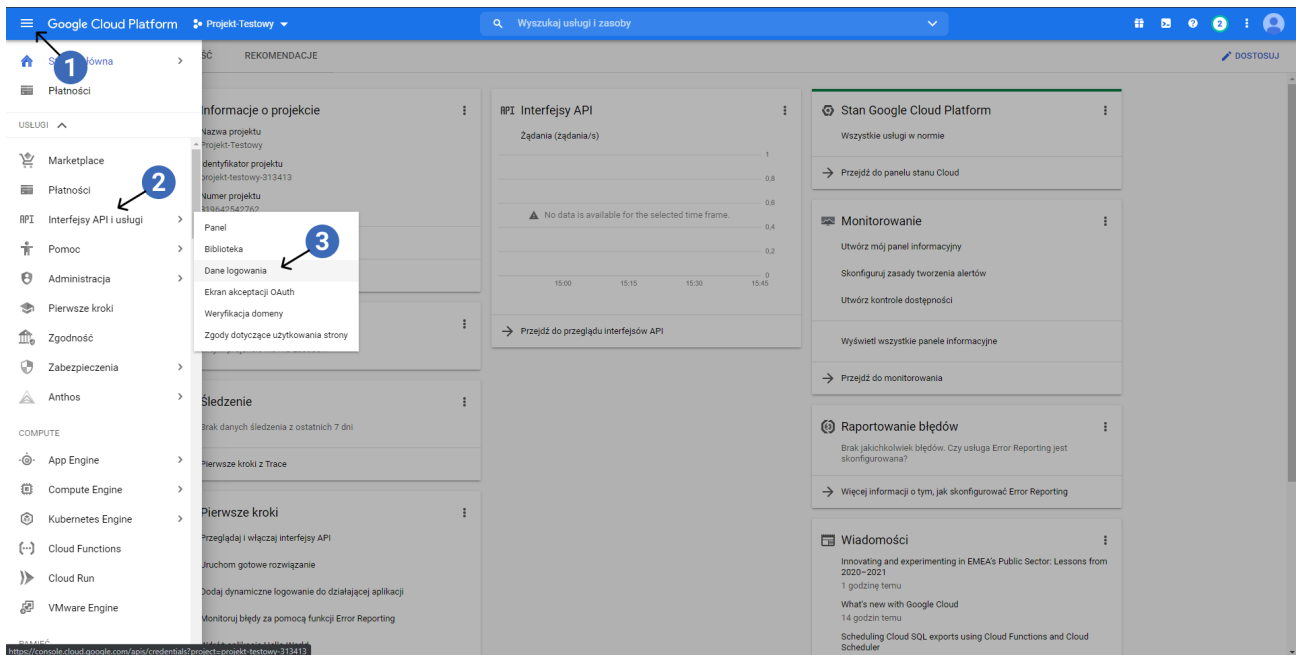 Google Cloud Platform
Projekt-Testowy
Wyszukaj usługi i zasoby
2
1
REKOMENDACJE
DOSTOSUJ
Płatności
USŁUGI
Marketplace
Płatności
2
Interfejsy API i usługi
Pomoc
Administracja
Pierwsze kroki
Zgodność
Zabezpieczenia
Anthos
COMPUTE
App Engine
Compute Engine
Kubernetes Engine
Cloud Functions
Cloud Run
VMware Engine
https://console.cloud.google.com/apis/credentials?project=projekt-testowy-313413
Panel
Biblioteka
3
Dane logowania
Ekran akceptacji OAuth
Weryfikacja domeny
Zgody dotyczące użytkowania strony
Informacje o projekcie
Nazwa projektu
Projekt-Testowy
Identyfikator projektu
projekt-testowy-313413
Numer projektu
819642542762
Śledzenie
Brak danych śledzenia z ostatnich 7 dni
Pierwsze kroki z Trace
Pierwsze kroki
Przeglądaj i włączaj interfejsy API
Uruchom gotowe rozwiązanie
Dodaj dynamiczne logowanie do działającej aplikacji
Monitoruj błędy za pomocą funkcji Error Reporting
API Interfejsy API
Żądania (żądania/s)
1
0,8
0,6
No data is available for the selected time frame.
0,4
0,2
0
15:00 15:15 15:30 15:45
Przejdź do przeglądu interfejsów API
Stan Google Cloud Platform
Wszystkie usługi w normie
Przejdź do panelu stanu Cloud
Monitorowanie
Utwórz mój panel informacyjny
Skonfiguruj zasady tworzenia alertów
Utwórz kontrole dostępności
Wyświetl wszystkie panele informacyjne
Przejdź do monitorowania
Raportowanie błędów
Brak jakichkolwiek błędów. Czy usługa Error Reporting jest
skonfigurowana?
Więcej informacji o tym, jak skonfigurować Error Reporting
Wiadomości
Innovating and experimenting in EMEA's Public Sector: Lessons from
2020–2021
1 godzinę temu
What's new with Google Cloud
14 godzin temu
Scheduling Cloud SQL exports using Cloud Functions and Cloud
Scheduler